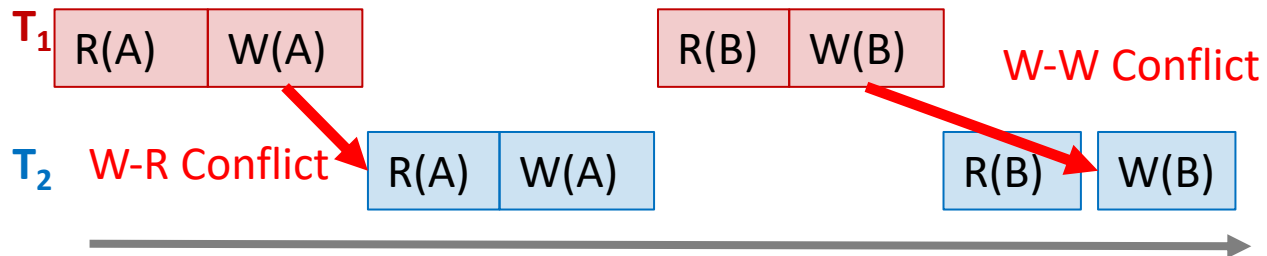 T₁ R(A) W(A) R(B) W(B) W-W Conflict
T₂ W-R Conflict R(A) W(A) R(B) W(B)